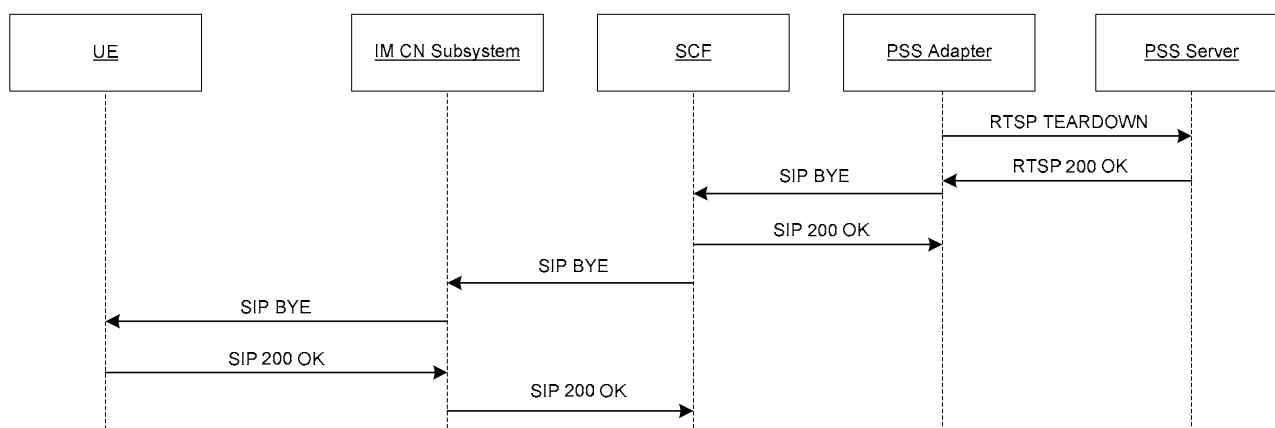 UE
IM CN Subsystem
SCF
PSS Adapter
PSS Server
RTSP TEARDOWN
RTSP 200 OK
SIP BYE
SIP 200 OK
SIP BYE
SIP BYE
SIP 200 OK
SIP 200 OK